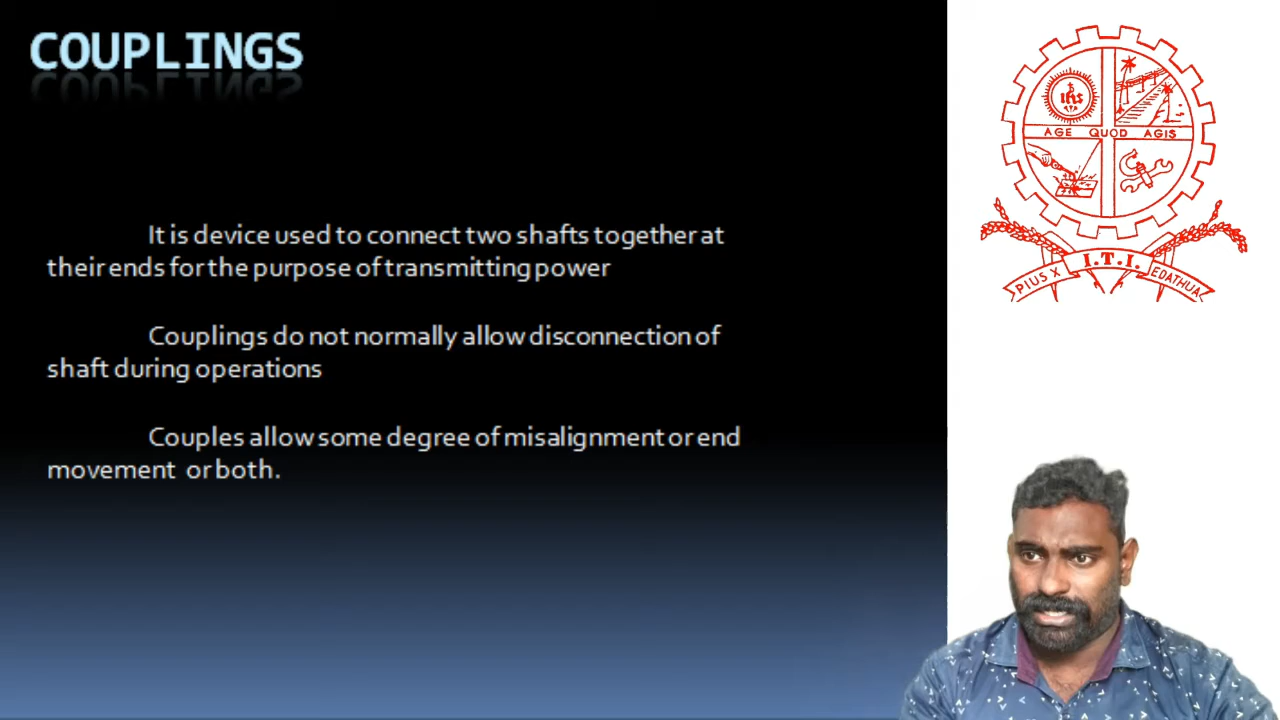 COUPLINGS
It is device used to connect two shafts together at
their ends for the purpose of transmitting power
Couplings do not normally allow disconnection of
shaft during operations
Couples allow some degree of misalignment or end
movement or both.
IHS
AGE QUOD AGIS
PIUS X I.T.I. EDATHUA